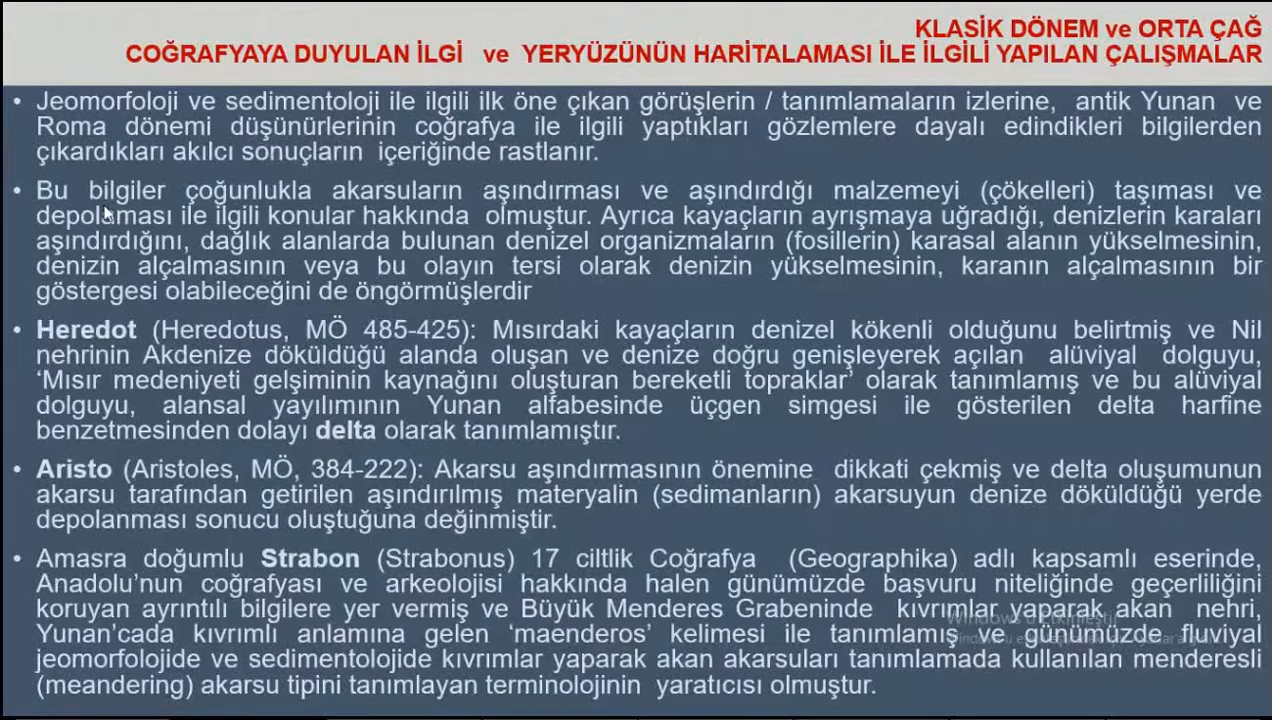 KLASİK DÖNEM ve ORTA ÇAĞ
COĞRAFYAYA DUYULAN İLGİ ve YERYÜZÜNÜN HARİTALAMASI İLE İLGİLİ YAPILAN ÇALIŞMALAR
• Jeomorfoloji ve sedimentoloji ile ilgili ilk öne çıkan görüşlerin / tanımlamaların izlerine, antik Yunan ve
Roma dönemi düşünürlerinin coğrafya ile ilgili yaptıkları gözlemlere dayalı edindikleri bilgilerden
çıkardıkları akılcı sonuçların içeriğinde rastlanır.
• Bu bilgiler çoğunlukla akarsuların aşındırması ve aşındırdığı malzemeyi (çökelleri) taşıması ve
depolaması ile ilgili konular hakkında olmuştur. Ayrıca kayaçların ayrışmaya uğradığı, denizlerin karaları
aşındırdığını, dağlık alanlarda bulunan denizel organizmaların (fosillerin) karasal alanın yükselmesinin,
denizin alçalmasının veya bu olayın tersi olarak denizin yükselmesinin, karanın alçalmasının bir
göstergesi olabileceğini de öngörmüşlerdir
• Heredot (Heredotus, MÖ 485-425): Mısırdaki kayaçların denizel kökenli olduğunu belirtmiş ve Nil
nehrinin Akdenize döküldüğü alanda oluşan ve denize doğru genişleyerek açılan alüviyal dolguyu,
‘Mısır medeniyeti gelşiminin kaynağını oluşturan bereketli topraklar’ olarak tanımlamış ve bu alüviyal
dolguyu, alansal yayılımının Yunan alfabesinde üçgen simgesi ile gösterilen delta harfine
benzetmesinden dolayı delta olarak tanımlamıştır.
• Aristo (Aristoles, MÖ, 384-222): Akarsu aşındırmasının önemine dikkati çekmiş ve delta oluşumunun
akarsu tarafından getirilen aşındırılmış materyalin (sedimanların) akarsuyun denize döküldüğü yerde
depolanması sonucu oluştuğuna değinmiştir.
• Amasra doğumlu Strabon (Strabonus) 17 ciltlik Coğrafya (Geographika) adlı kapsamlı eserinde,
Anadolu’nun coğrafyası ve arkeolojisi hakkında halen günümüzde başvuru niteliğinde geçerliliğini
koruyan ayrıntılı bilgilere yer vermiş ve Büyük Menderes Grabeninde kıvrımlar yaparak akan nehri,
Yunan’cada kıvrımlı anlamına gelen ‘maenderos’ kelimesi ile tanımlamış ve günümüzde fluviyal
jeomorfolojide ve sedimentolojide kıvrımlar yaparak akan akarsuları tanımlamada kullanılan menderesli
(meandering) akarsu tipini tanımlayan terminolojinin yaratıcısı olmuştur.
Windows'u Etkinleştir